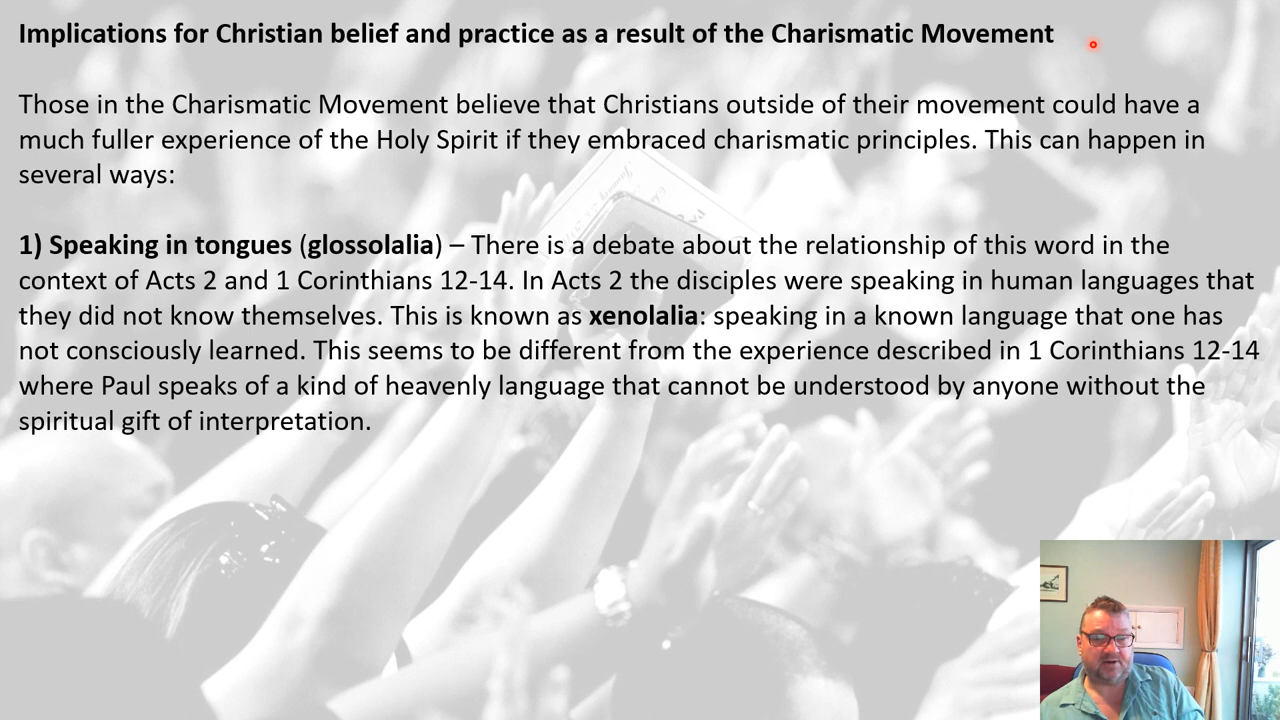 Implications for Christian belief and practice as a result of the Charismatic Movement
Those in the Charismatic Movement believe that Christians outside of their movement could have a
much fuller experience of the Holy Spirit if they embraced charismatic principles. This can happen in
several ways:
1) Speaking in tongues (glossolalia) – There is a debate about the relationship of this word in the
context of Acts 2 and 1 Corinthians 12-14. In Acts 2 the disciples were speaking in human languages that
they did not know themselves. This is known as xenolalia: speaking in a known language that one has
not consciously learned. This seems to be different from the experience described in 1 Corinthians 12-14
where Paul speaks of a kind of heavenly language that cannot be understood by anyone without the
spiritual gift of interpretation.